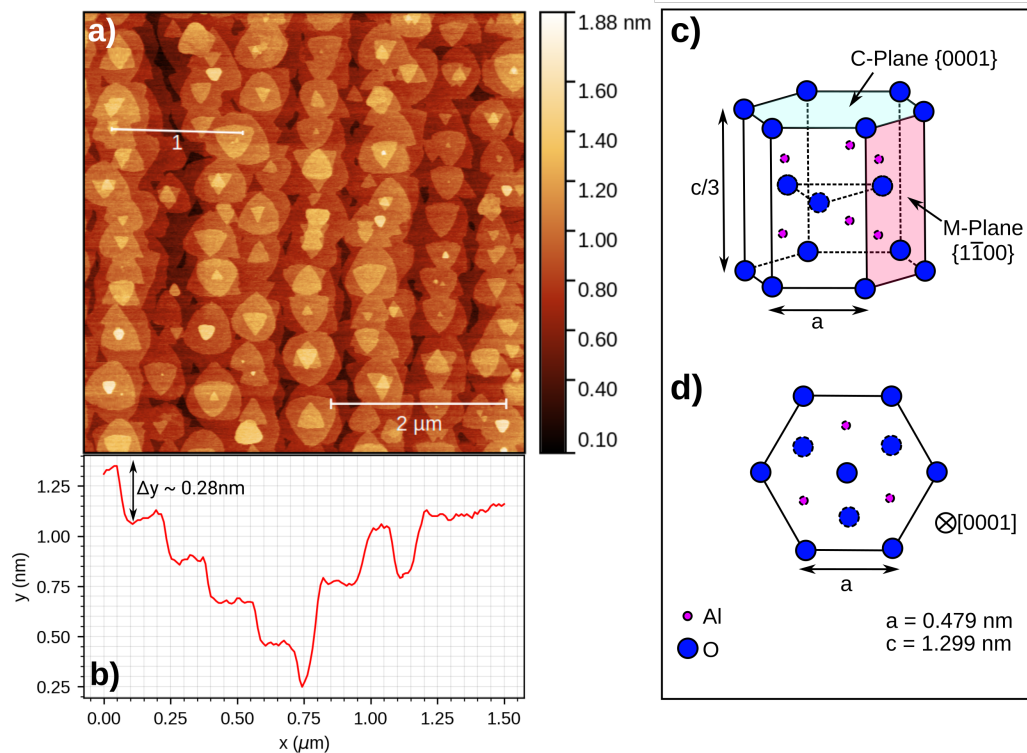 a)
1
2 µm
1.88 nm
1.60
1.40
1.20
1.00
0.80
0.60
0.40
0.10
b)
Δy ~ 0.28nm
y (nm)
1.25
1.00
0.75
0.50
0.25
0.00
0.25
0.50
0.75
1.00
1.25
1.50
x (µm)
c)
C-Plane {0001}
c/3
M-Plane
{11̅00}
a
d)
[0001]
a
Al
O
a = 0.479 nm
c = 1.299 nm